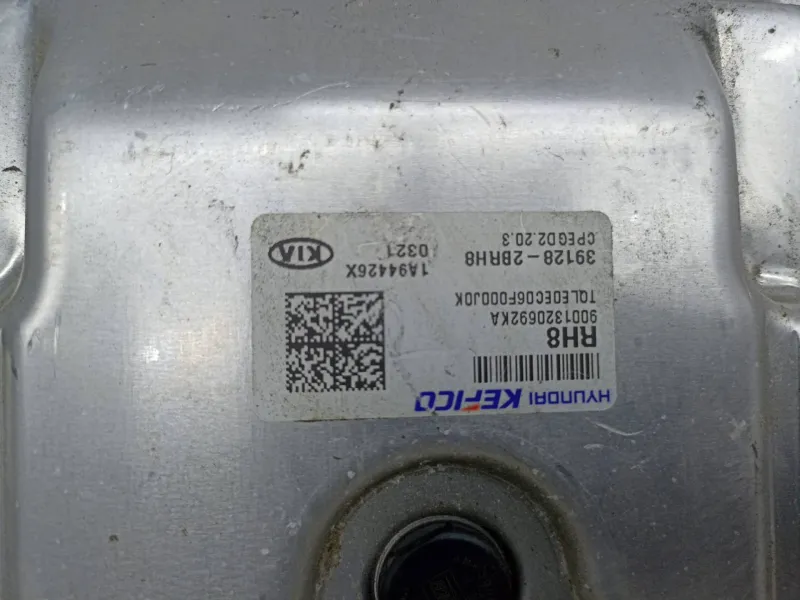 HYUNDAI KEFICO
RH8
9001320692KA
TQLE0EC06F000J0K
39128-2BRH8
CPEGD2.20.3
1A94426X
0321
KIA